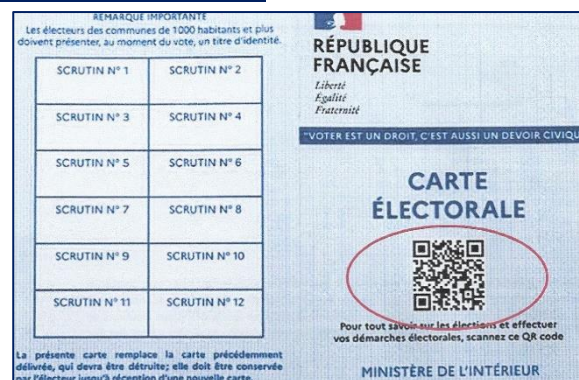 REMARQUE IMPORTANTE
Les électeurs des communes de 1000 habitants et plus
doivent présenter, au moment du vote, un titre d'identité.
SCRUTIN N° 1 SCRUTIN N° 2
SCRUTIN N° 3 SCRUTIN N° 4
SCRUTIN N° 5 SCRUTIN N° 6
SCRUTIN N° 7 SCRUTIN N° 8
SCRUTIN N° 9 SCRUTIN N° 10
SCRUTIN N° 11 SCRUTIN N° 12
La présente carte remplace la carte précédemment
délivrée, qui devra être détruite; elle doit être conservée
par l'électeur jusqu'à réception d'une nouvelle carte.
RÉPUBLIQUE
FRANÇAISE
Liberté
Égalité
Fraternité
"VOTER EST UN DROIT, C'EST AUSSI UN DEVOIR CIVIQU
CARTE
ÉLECTORALE
Pour tout savoir sur les élections et effectuer
vos démarches électorales, scannez ce QR code
MINISTÈRE DE L'INTÉRIEUR